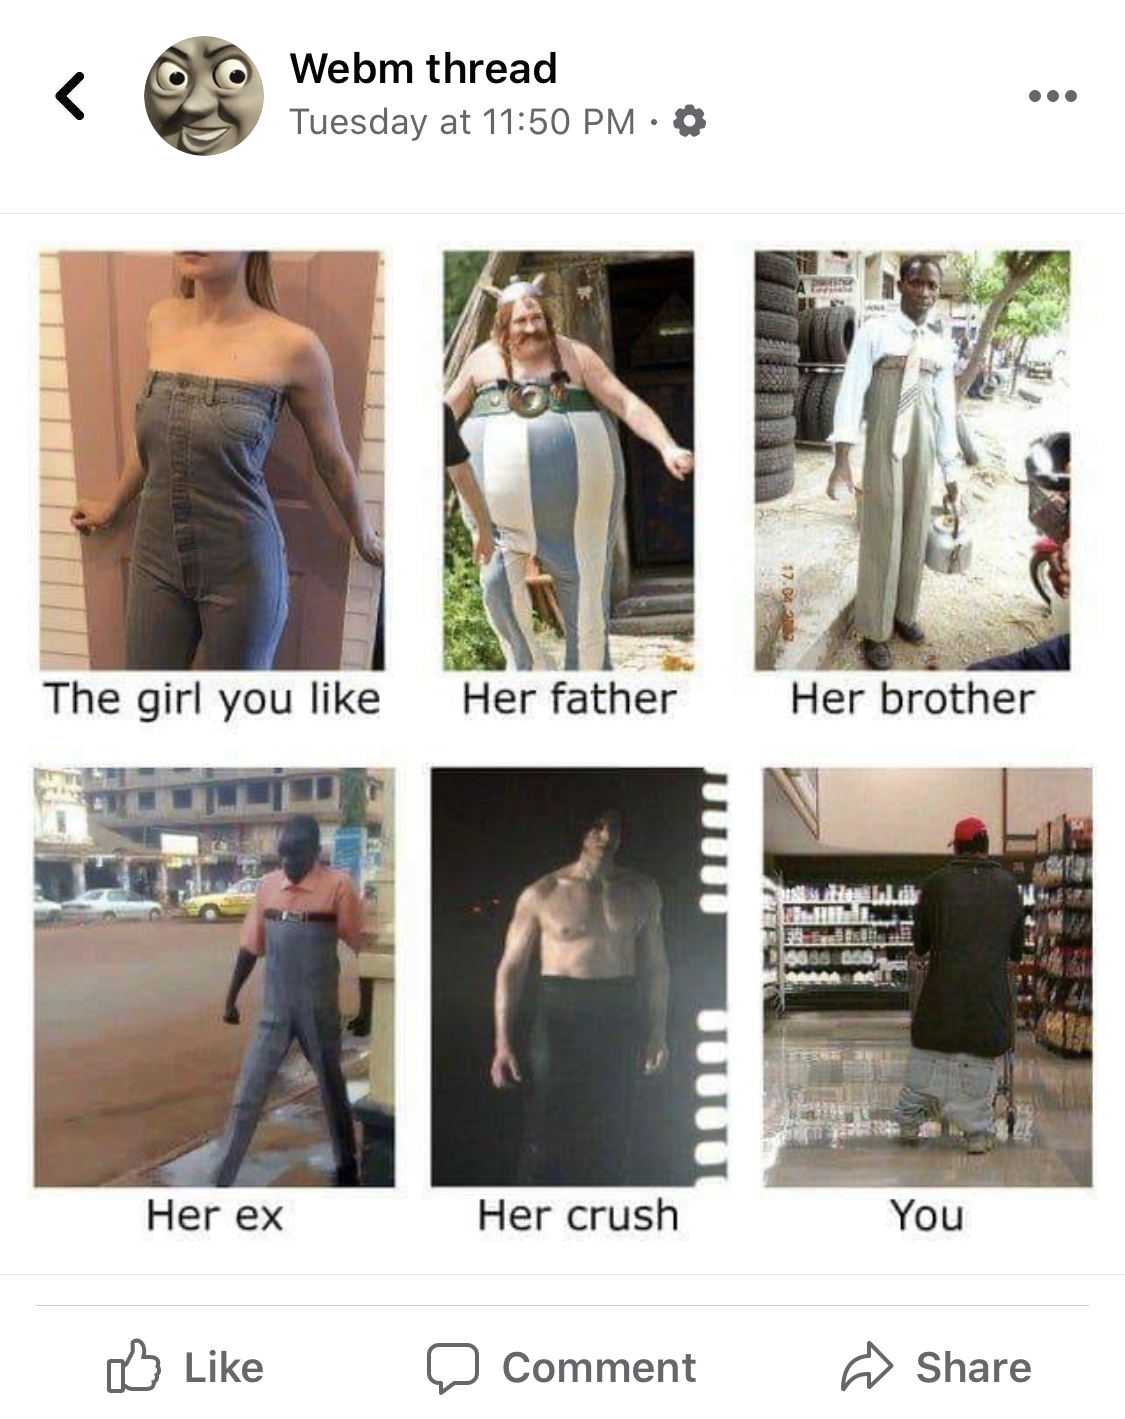 Webm thread
Tuesday at 11:50 PM ·
The girl you like
Her father
Her brother
Her ex
Her crush
You
Like
Comment
Share